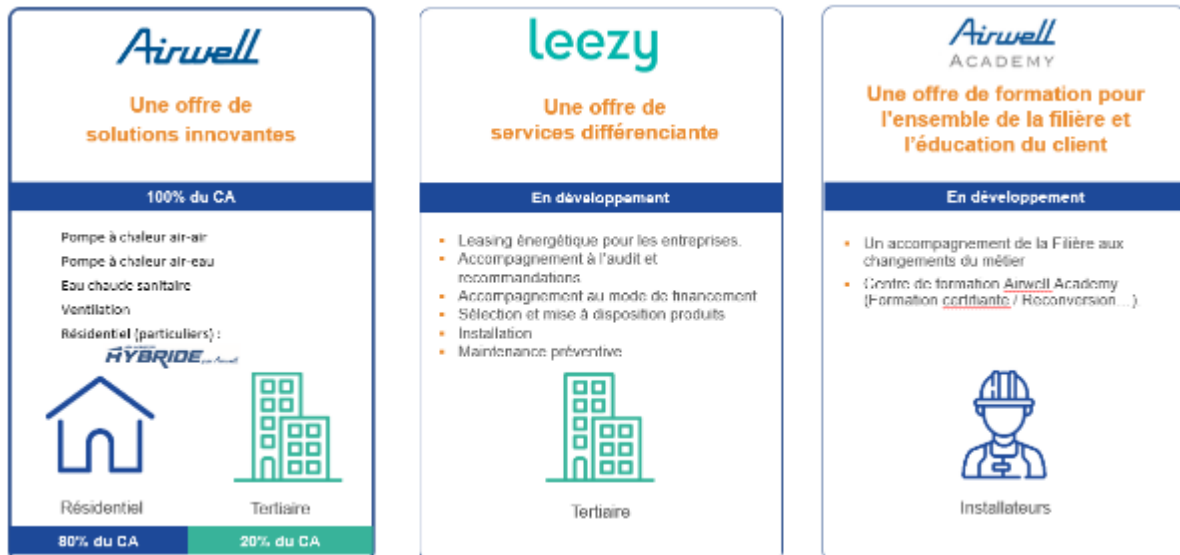 Airwell
Une offre de
solutions innovantes
100% du CA
Pompe à chaleur air-air
Pompe à chaleur air-eau
Eau chaude sanitaire
Ventilation
Résidentiel (particuliers) :
HYBRIDE
Résidentiel
Tertiaire
80% du CA
20% du CA
leezy
Une offre de
services différenciante
En développement
▪ Leasing énergétique pour les entreprises.
▪ Accompagnement à l'audit et
recommandations
▪ Accompagnement au mode de financement
▪ Sélection et mise à disposition produits
▪ Installation
▪ Maintenance préventive
Tertiaire
Airwell
ACADEMY
Une offre de formation pour
l'ensemble de la filière et
l'éducation du client
En développement
▪ Un accompagnement de la Filière aux
changements du métier
▪ Centre de formation Airwell Academy
(Formation certifiante / Reconversion...)
Installateurs